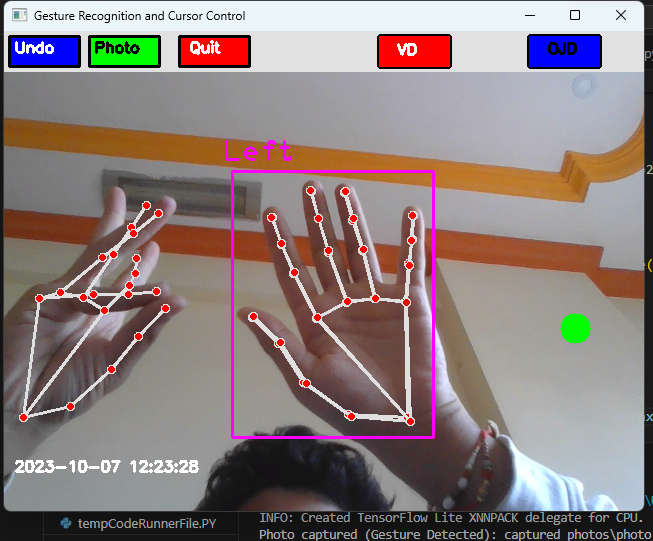 Gesture Recognition and Cursor Control
Undo
Photo
Quit
VD
OJD
Left
2023-10-07 12:23:28
tempCodeRunnerFile.PY
INFO: Created TensorFlow Lite XNNPACK delegate for CPU.
Photo captured (Gesture Detected): captured photos\photo